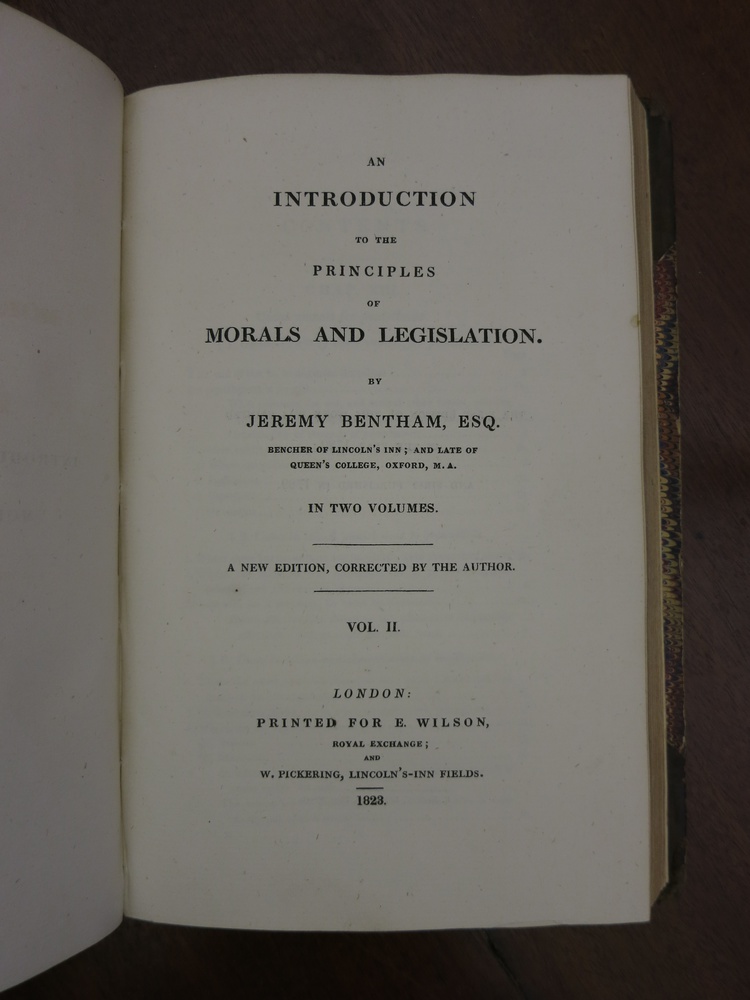 AN
INTRODUCTION
TO THE
PRINCIPLES
OF
MORALS AND LEGISLATION.
BY
JEREMY BENTHAM, ESQ.
BENCHER OF LINCOLN'S INN; AND LATE OF
QUEEN'S COLLEGE, OXFORD, M.A.
IN TWO VOLUMES.
A NEW EDITION, CORRECTED BY THE AUTHOR.
VOL. II.
LONDON:
PRINTED FOR E. WILSON,
ROYAL EXCHANGE;
AND
W. PICKERING, LINCOLN'S-INN FIELDS.
1823.